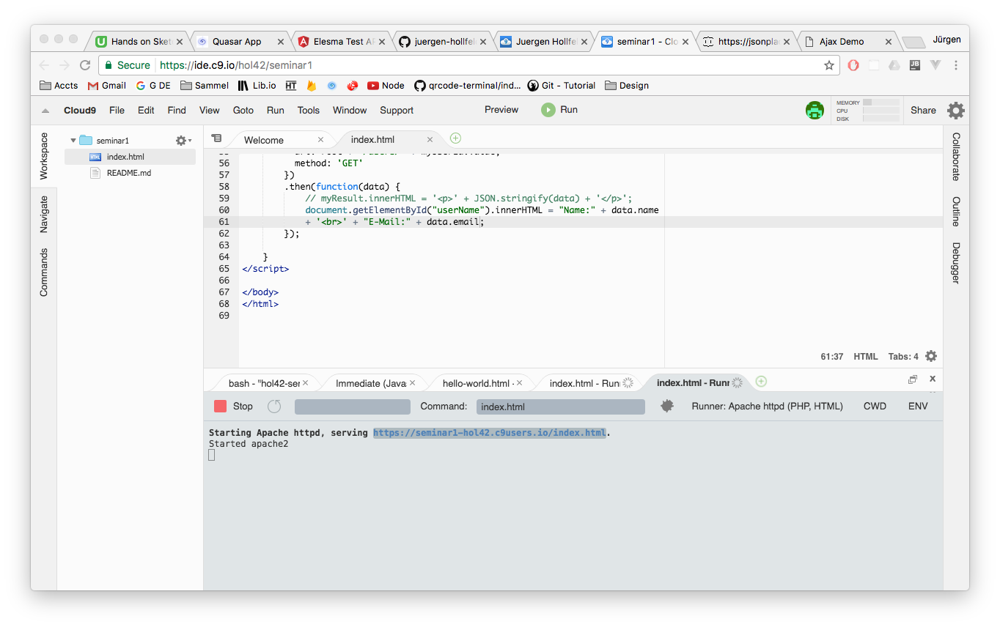 Hands on Sket
Quasar App
Elesma Test AP
juergen-hollfel
Juergen Hollfel
seminar1 - Clo
https://jsonplac
Ajax Demo
Jürgen
Secure
https://ide.c9.io/hol42/seminar1
JB
Accts
Gmail
G DE
Sammel
Lib.io
HT
Node
qrcode-terminal/ind...
Git - Tutorial
Design
Cloud9 File Edit Find View Goto Run Tools Window Support
Preview
Run
MEMORY
CPU
DISK
Share
Workspace
Navigate
Commands
seminar1
index.html
README.md
Welcome
index.html
56 method: 'GET'
57 })
58 .then(function(data) {
59 // myResult.innerHTML = '<p>' + JSON.stringify(data) + '</p>';
60 document.getElementById("userName").innerHTML = "Name:" + data.name
61 + '<br>' + "E-Mail:" + data.email;
62 });
63
64 }
65 </script>
66
67 </body>
68 </html>
69
61:37 HTML Tabs: 4
Collaborate
Outline
Debugger
bash - "hol42-sem
Immediate (Javas
hello-world.html -
index.html - Runn
index.html - Runn
Stop
Command:
index.html
Runner: Apache httpd (PHP, HTML)
CWD
ENV
Starting Apache httpd, serving https://seminar1-hol42.c9users.io/index.html.
Started apache2